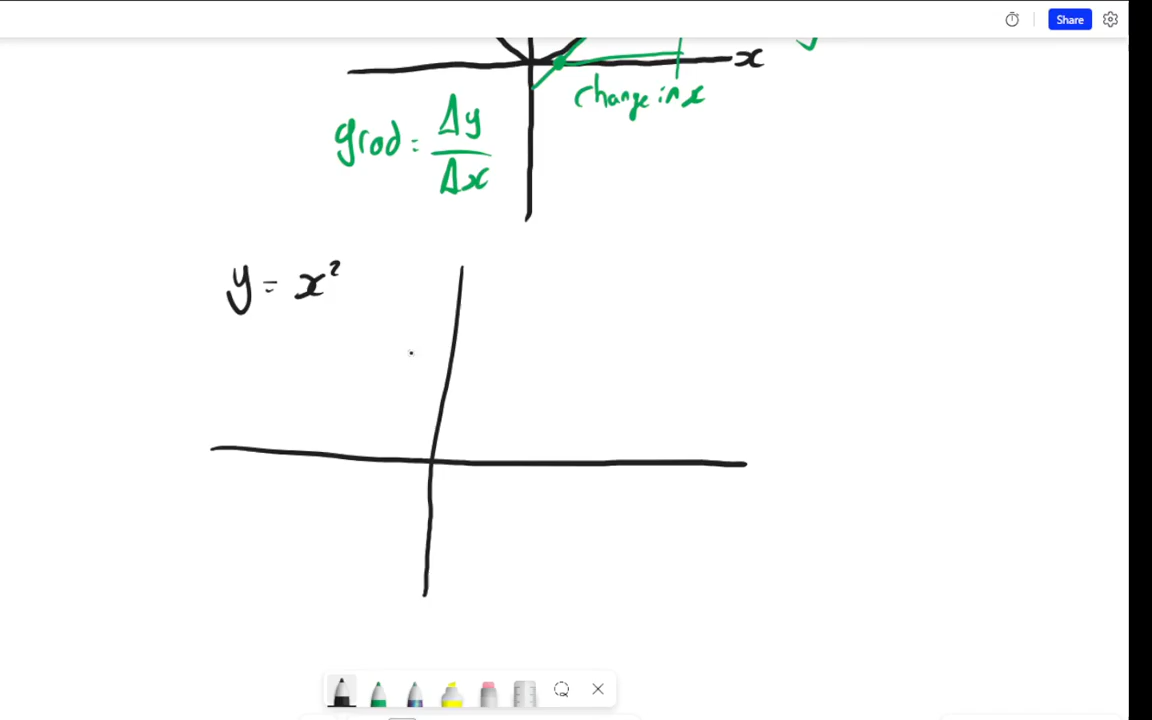 Share
x
change in x
grad = Δy
Δx
y = x²